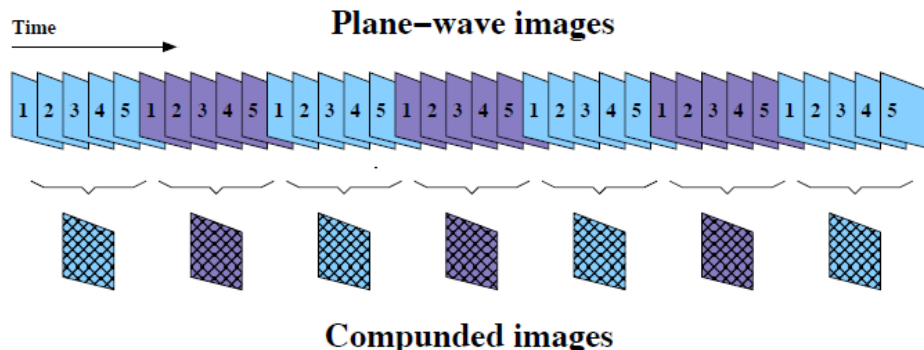 Plane-wave images
Time
1 2 3 4 5 1 2 3 4 5 1 2 3 4 5 1 2 3 4 5 1 2 3 4 5 1 2 3 4 5 1 2 3 4 5
Compunded images